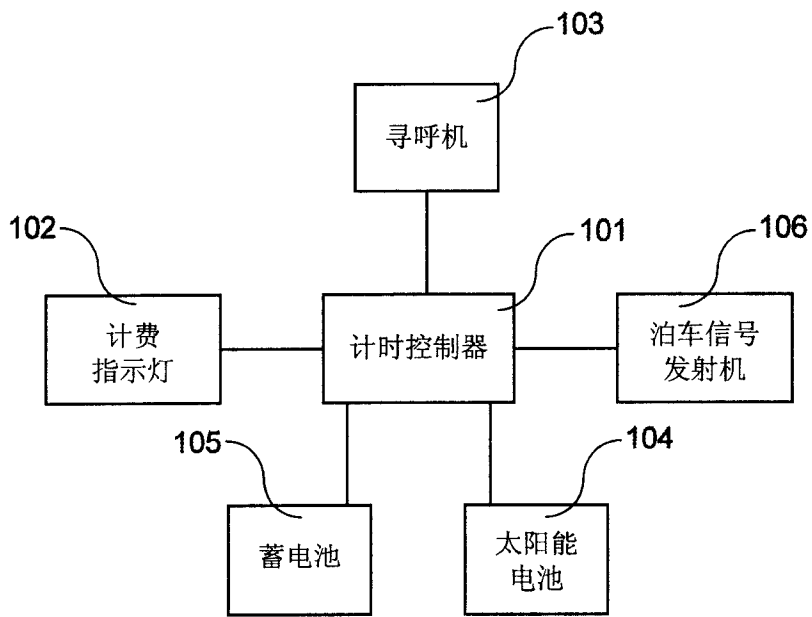 103
寻呼机
102
101
106
计费
指示灯
计时控制器
泊车信号
发射机
105
104
蓄电池
太阳能
电池